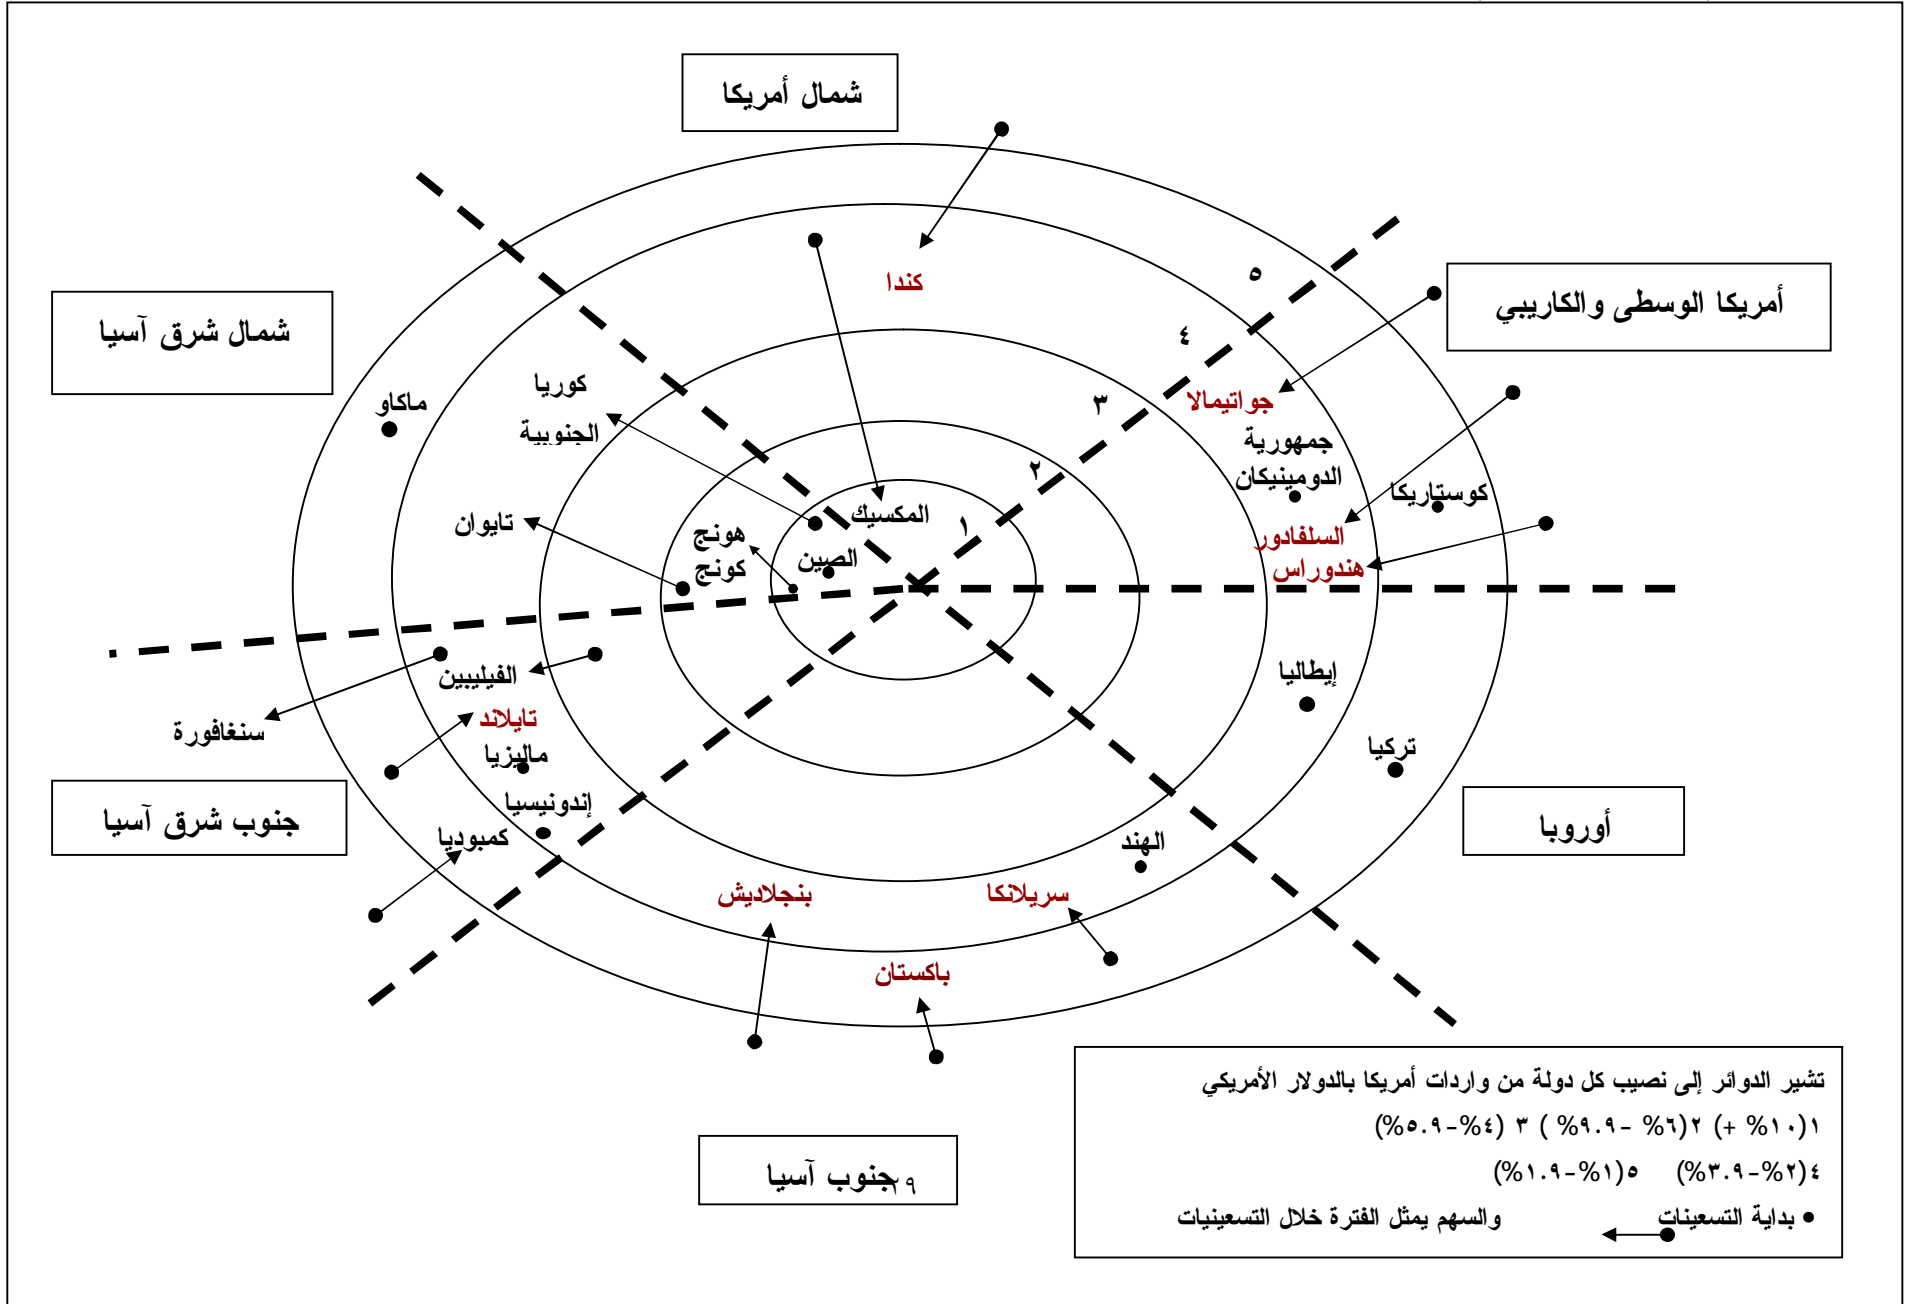 شمال أمريكا
أمريكا الوسطى والكاريبي
شمال شرق آسيا
كندا
٥
٤
٣
٢
١
جواتيمالا
جمهورية
الدومينيكان
كوستاريكا
السلفادور
هندوراس
ماكاو
كوريا
الجنوبية
تايوان
هونج
كونج
المكسيك
الصين
الفيليبين
سنغافورة
تايلاند
ماليزيا
إندونيسيا
كمبوديا
جنوب شرق آسيا
إيطاليا
تركيا
أوروبا
الهند
سريلانكا
بنجلاديش
باكستان
جنوب آسيا
٢٩
تشير الدوائر إلى نصيب كل دولة من واردات أمريكا بالدولار الأمريكي
١(١٠% +) ٢(٦% -٩.٩% ) ٣ (٤%-٥.٩%)
٤(٢%-٣.٩%) ٥(١%-١.٩%)
• بداية التسعينات والسهم يمثل الفترة خلال التسعينيات